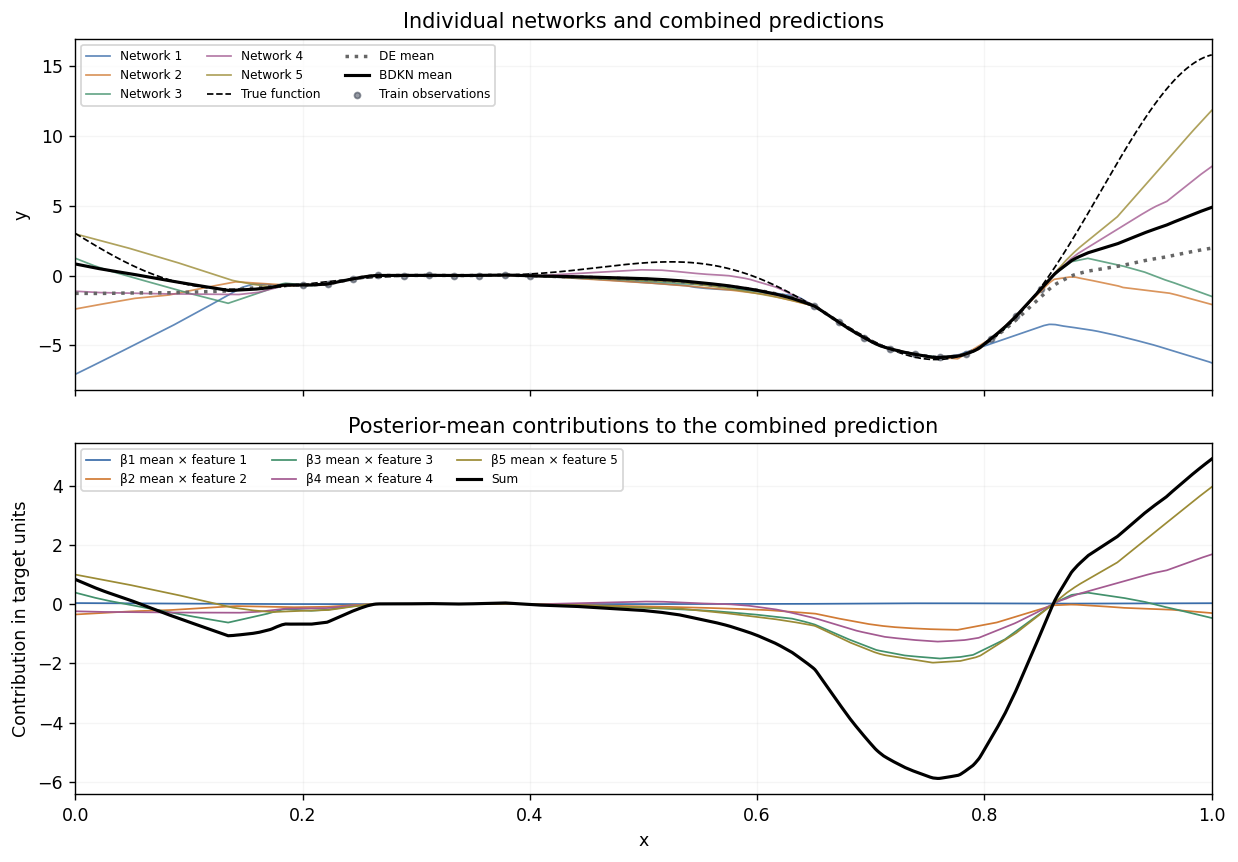 Individual networks and combined predictions
Network 1 Network 4 DE mean
Network 2 Network 5 BDKN mean
Network 3 True function Train observations
15
10
5
0
−5
y
Posterior-mean contributions to the combined prediction
β1 mean × feature 1 β3 mean × feature 3 β5 mean × feature 5
β2 mean × feature 2 β4 mean × feature 4 Sum
4
2
0
−2
−4
−6
Contribution in target units
0.0 0.2 0.4 0.6 0.8 1.0
x